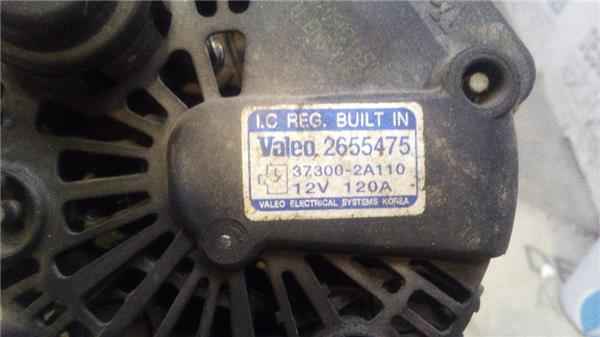 I.C REG. BUILT IN
Valeo 2655475
37300-2A110
12V 120A
VALEO ELECTRICAL SYSTEMS KOREA